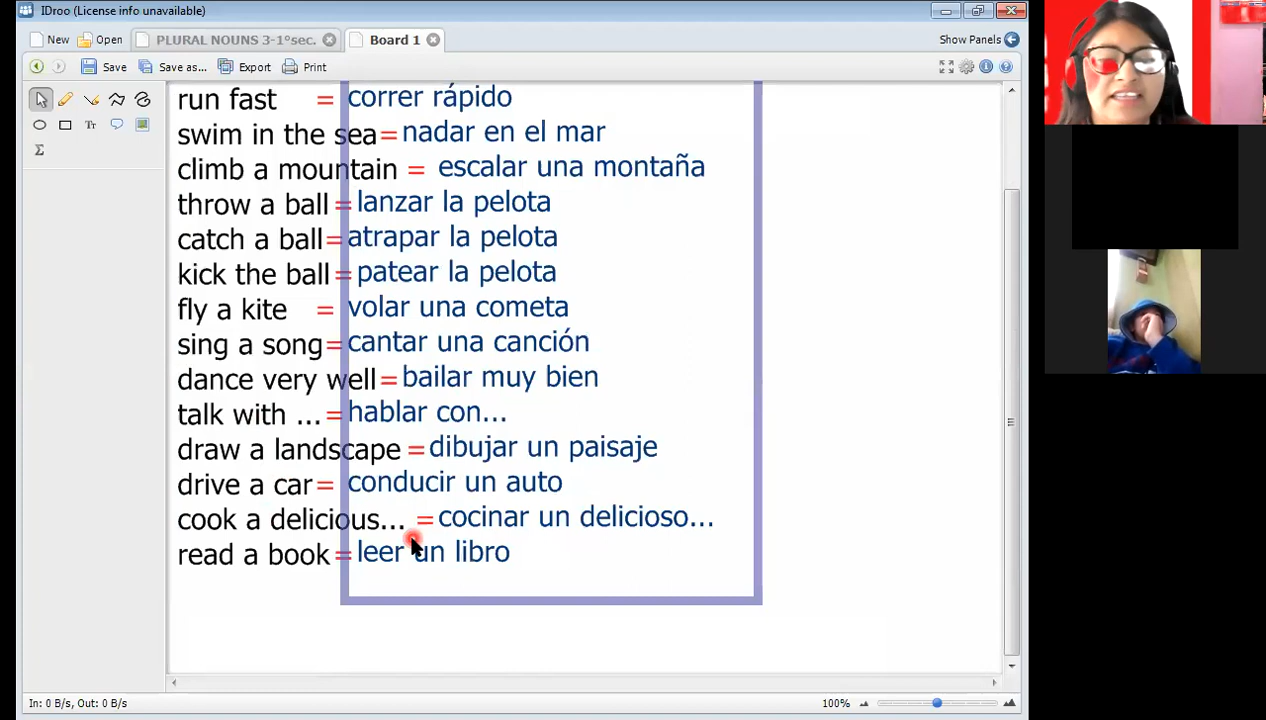 IDroo (License info unavailable)
New Open PLURAL NOUNS 3-1°sec. Board 1 Show Panels
Save Save as... Export Print
run fast = correr rápido
swim in the sea= nadar en el mar
climb a mountain = escalar una montaña
throw a ball = lanzar la pelota
catch a ball= atrapar la pelota
kick the ball= patear la pelota
fly a kite = volar una cometa
sing a song= cantar una canción
dance very well= bailar muy bien
talk with ... = hablar con...
draw a landscape = dibujar un paisaje
drive a car= conducir un auto
cook a delicious... = cocinar un delicioso...
read a book= leer un libro
In: 0 B/s, Out: 0 B/s 100%